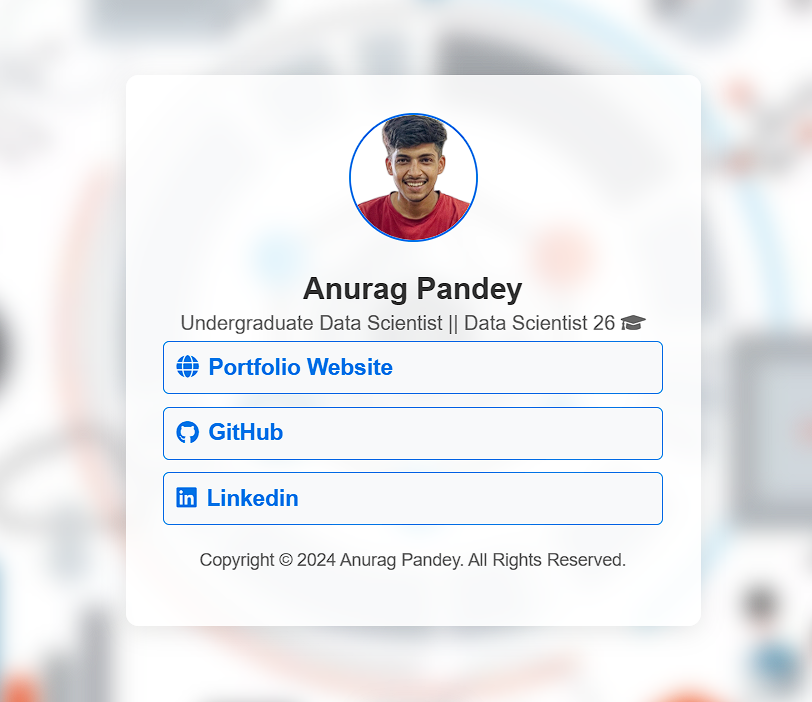 Anurag Pandey
Undergraduate Data Scientist || Data Scientist 26
Portfolio Website
GitHub
Linkedin
Copyright © 2024 Anurag Pandey. All Rights Reserved.